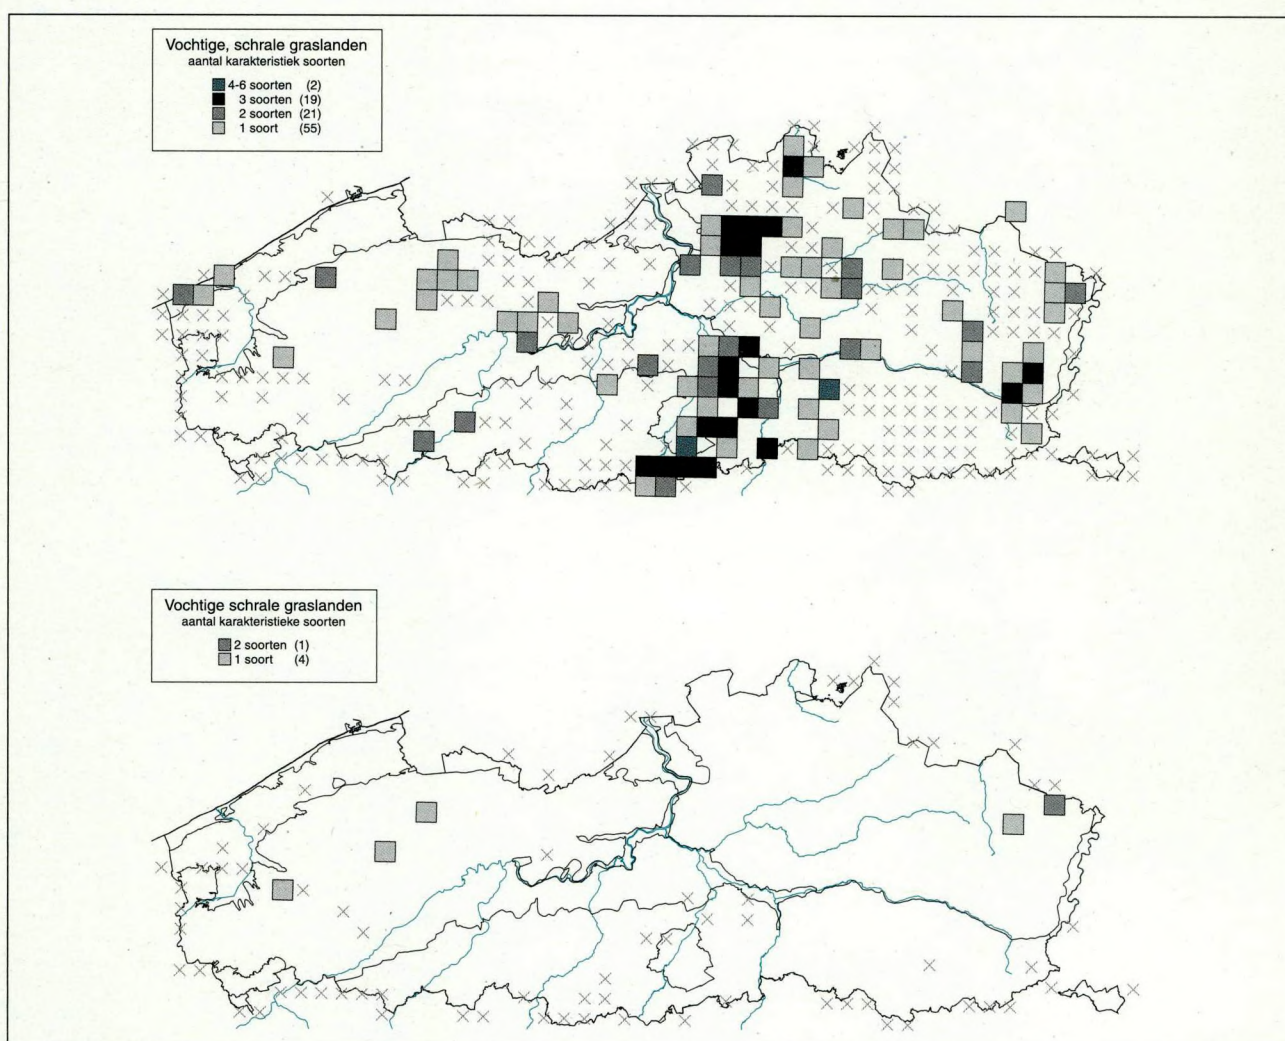 Vochtige, schrale graslanden
aantal karakteristiek soorten
4-6 soorten (2)
3 soorten (19)
2 soorten (21)
1 soort (55)
Vochtige schrale graslanden
aantal karakteristieke soorten
2 soorten (1)
1 soort (4)